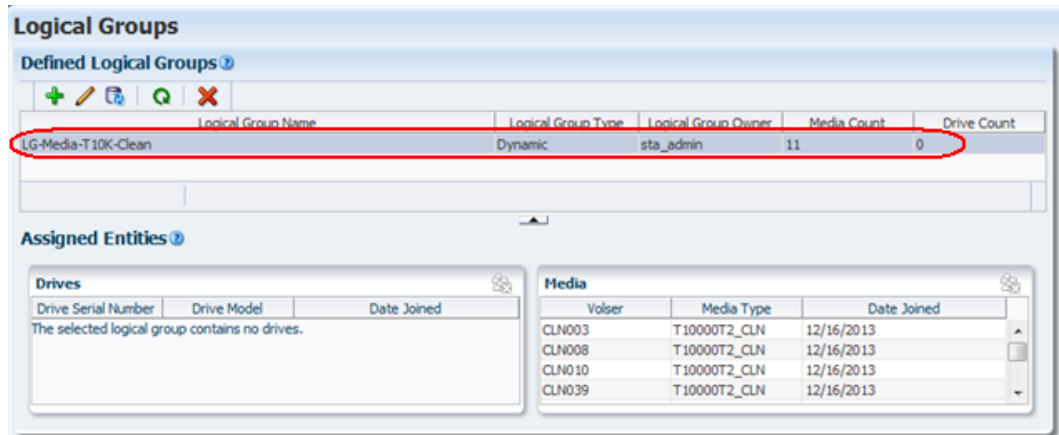 Logical Groups
Defined Logical Groups
Logical Group Name Logical Group Type Logical Group Owner Media Count Drive Count
LG-Media-T10K-Clean Dynamic sta_admin 11 0
Assigned Entities
Drives
Drive Serial Number Drive Model Date Joined
The selected logical group contains no drives.
Media
Volser Media Type Date Joined
CLN003 T10000T2_CLN 12/16/2013
CLN008 T10000T2_CLN 12/16/2013
CLN010 T10000T2_CLN 12/16/2013
CLN039 T10000T2_CLN 12/16/2013